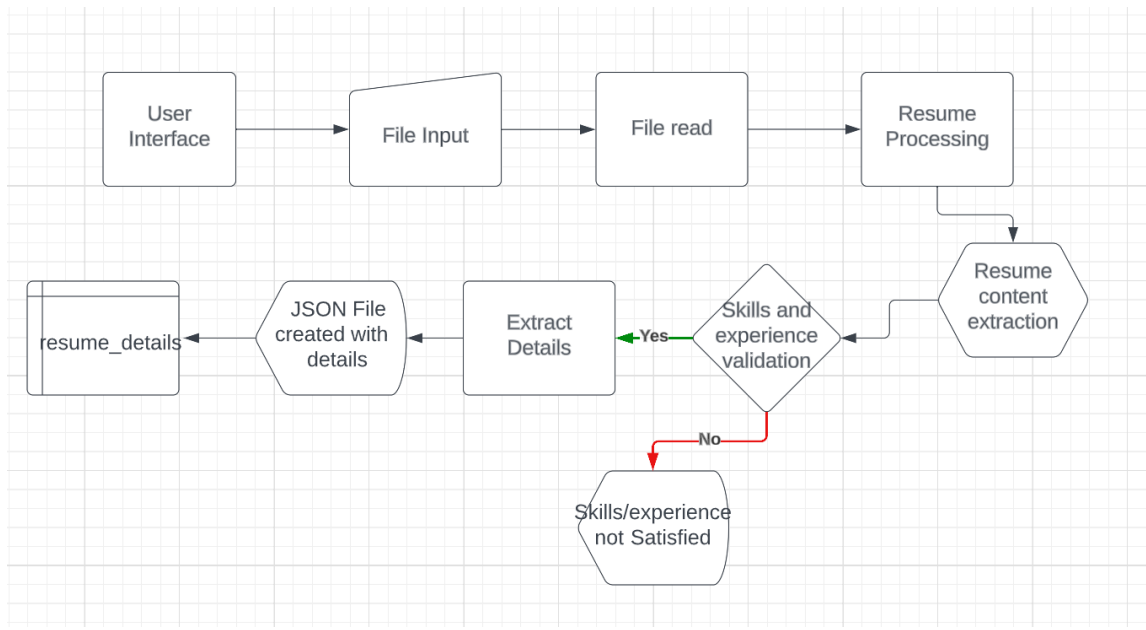 User
Interface
File Input
File read
Resume
Processing
Resume
content
extraction
Skills and
experience
validation
Yes
Extract
Details
JSON File
created with
details
resume_details
No
Skills/experience
not Satisfied